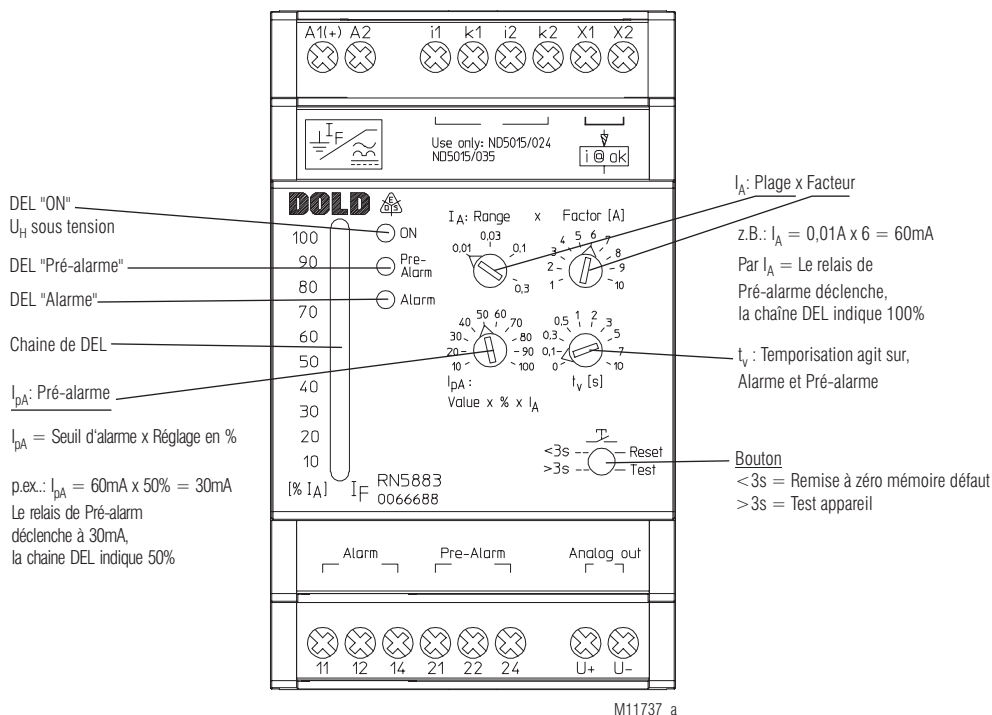 A1(+) A2 i1 k1 i2 k2 X1 X2
I_F
Use only: ND5015/024
ND5015/035
i @ ok
DOLD
E
D S
ON
Pre-
Alarm
Alarm
100
90
80
70
60
50
40
30
20
10
[% I_A] I_F
I_A: Range x Factor [A]
0,01 0,03 0,1 0,3
1 2 3 4 5 6 7 8 9 10
10 20 30 40 50 60 70 80 90 100
I_pA:
Value x % x I_A
0 0,1 0,3 0,5 1 2 3 5 7 10
t_v [s]
<3s Reset
>3s Test
RN5883
0066688
Alarm Pre-Alarm Analog out
11 12 14 21 22 24 U+ U-
DEL "ON"
U_H sous tension
DEL "Pré-alarme"
DEL "Alarme"
Chaine de DEL
I_pA: Pré-alarme
I_pA = Seuil d'alarme x Réglage en %
p.ex..: I_pA = 60mA x 50% = 30mA
Le relais de Pré-alarm
déclenche à 30mA,
la chaine DEL indique 50%
I_A: Plage x Facteur
z.B.: I_A = 0,01A x 6 = 60mA
Par I_A = Le relais de
Pré-alarme déclenche,
la chaîne DEL indique 100%
t_v : Temporisation agit sur,
Alarme et Pré-alarme
Bouton
<3s = Remise à zéro mémoire défaut
>3s = Test appareil
M11737_a